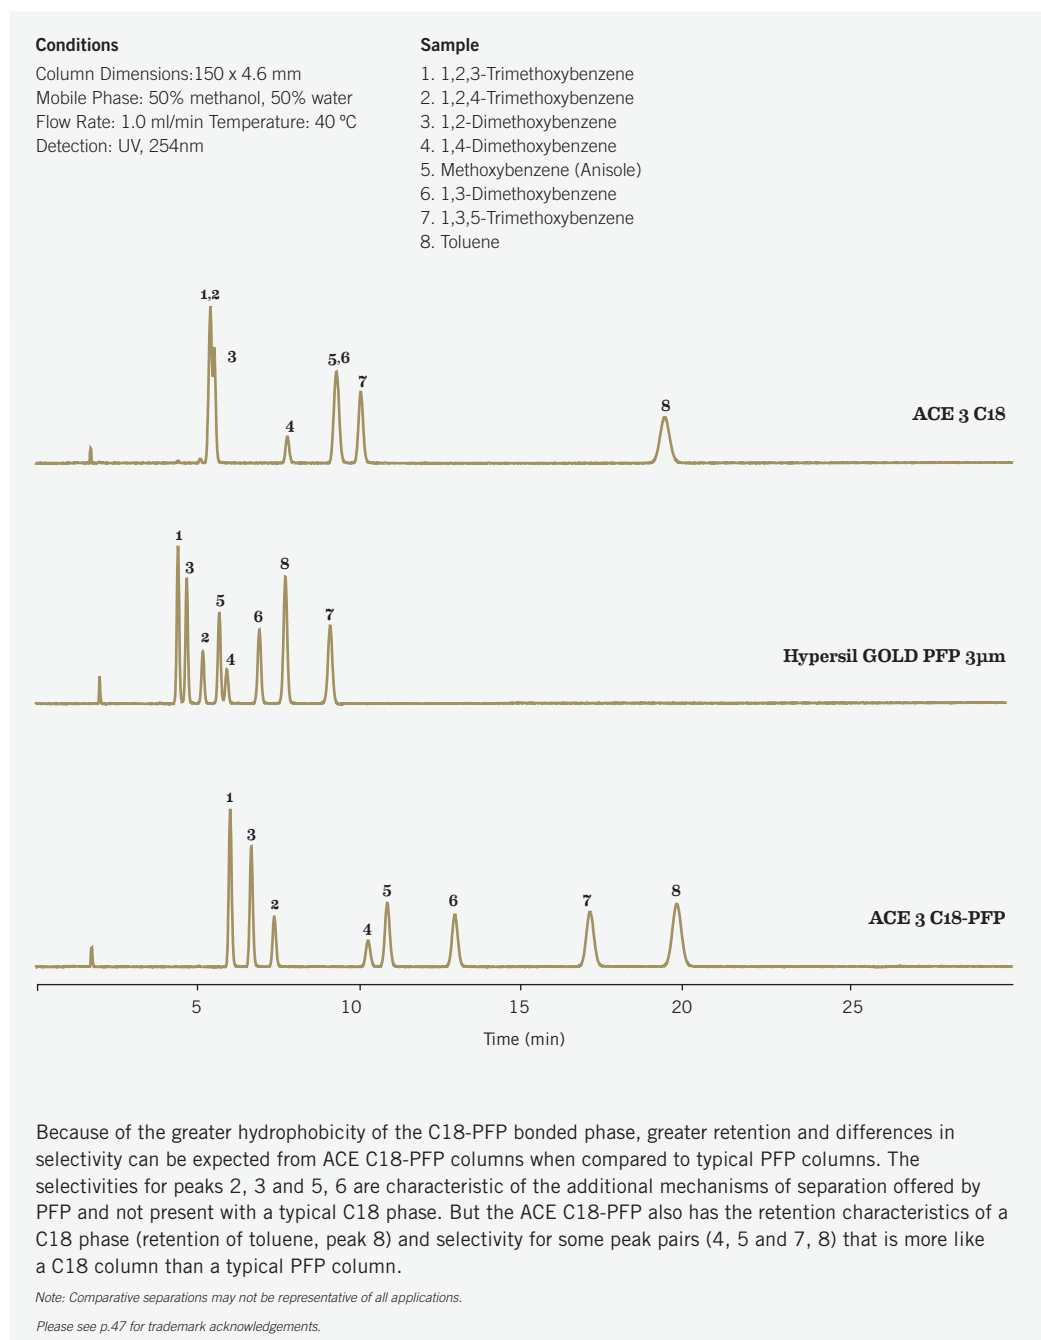 Conditions
Column Dimensions:150 x 4.6 mm
Mobile Phase: 50% methanol, 50% water
Flow Rate: 1.0 ml/min Temperature: 40 ºC
Detection: UV, 254nm
Sample
1. 1,2,3-Trimethoxybenzene
2. 1,2,4-Trimethoxybenzene
3. 1,2-Dimethoxybenzene
4. 1,4-Dimethoxybenzene
5. Methoxybenzene (Anisole)
6. 1,3-Dimethoxybenzene
7. 1,3,5-Trimethoxybenzene
8. Toluene
1,2
3
4
5,6
7
8
ACE 3 C18
1
3
2
5
4
6
8
7
Hypersil GOLD PFP 3µm
1
3
2
4
5
6
7
8
ACE 3 C18-PFP
5 10 15 20 25
Time (min)
Because of the greater hydrophobicity of the C18-PFP bonded phase, greater retention and differences in
selectivity can be expected from ACE C18-PFP columns when compared to typical PFP columns. The
selectivities for peaks 2, 3 and 5, 6 are characteristic of the additional mechanisms of separation offered by
PFP and not present with a typical C18 phase. But the ACE C18-PFP also has the retention characteristics of a
C18 phase (retention of toluene, peak 8) and selectivity for some peak pairs (4, 5 and 7, 8) that is more like
a C18 column than a typical PFP column.
Note: Comparative separations may not be representative of all applications.
Please see p.47 for trademark acknowledgements.